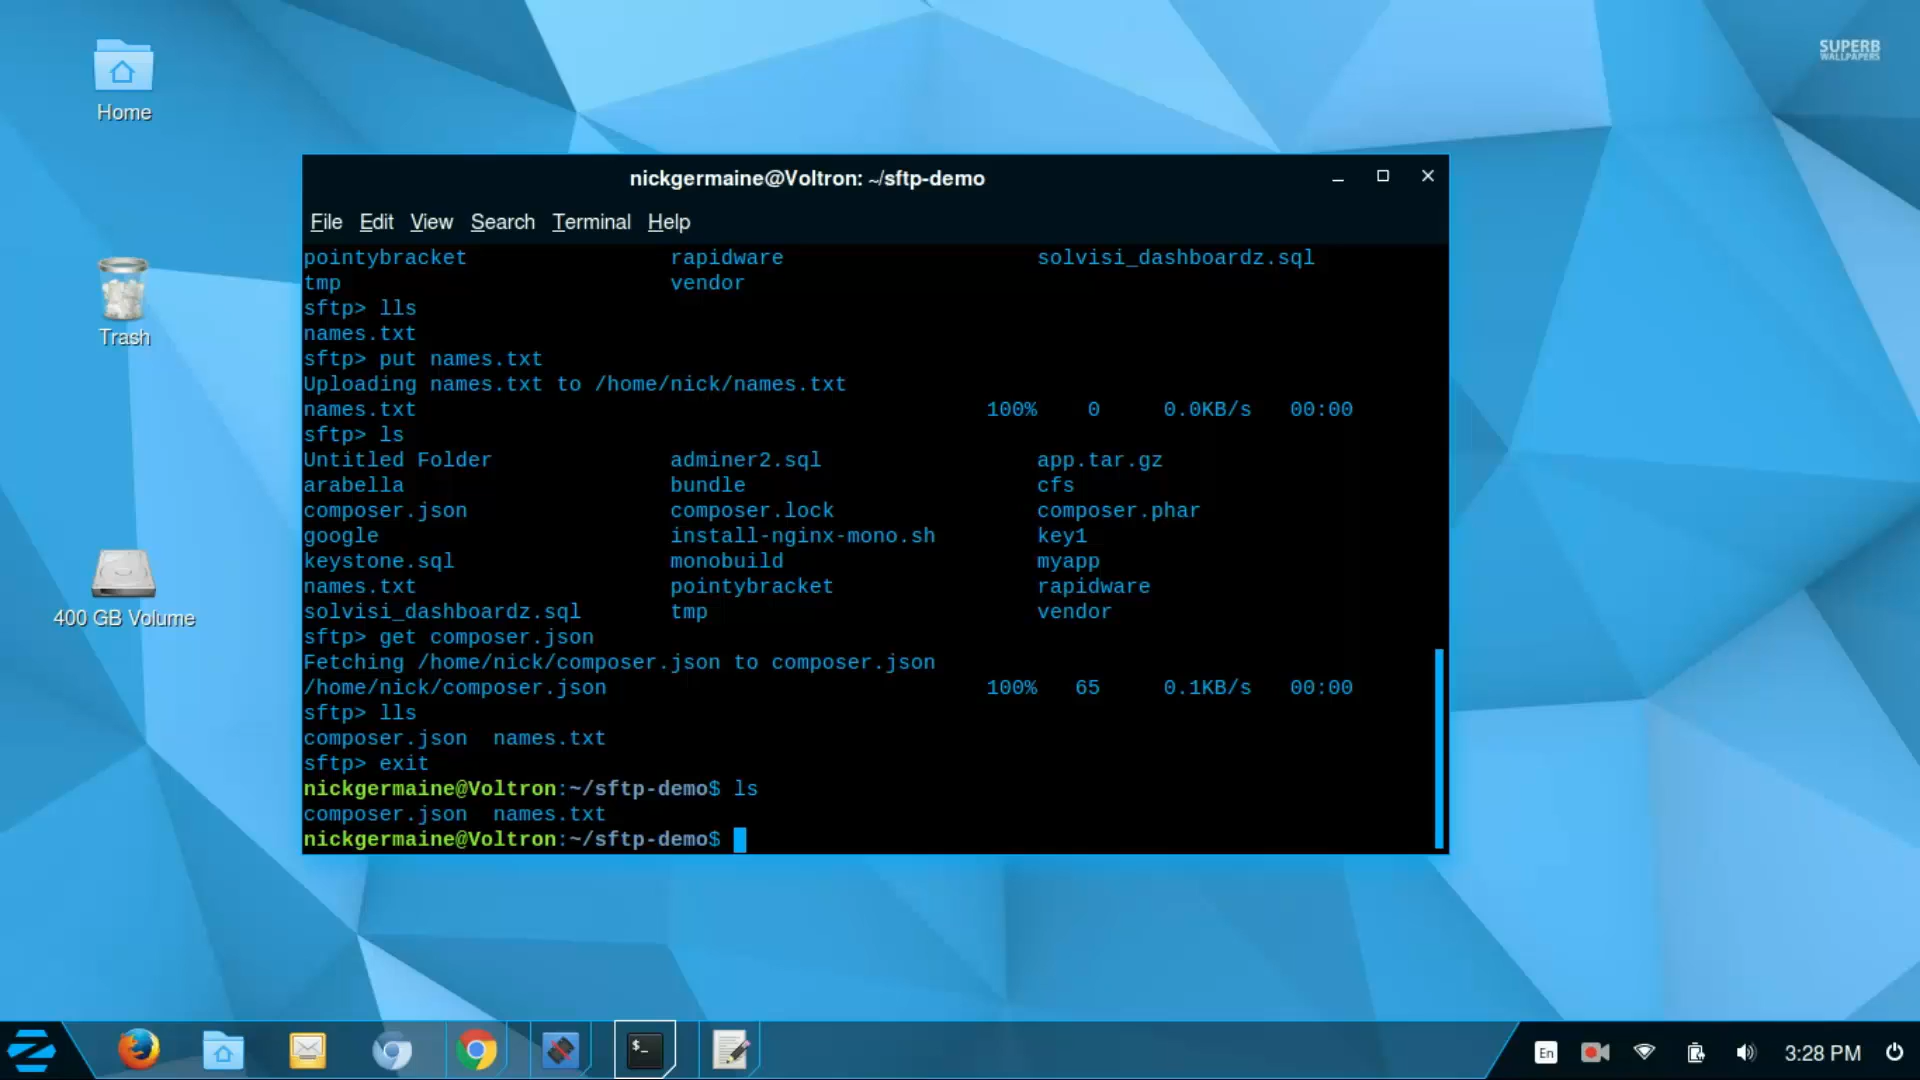 SUPERB
WALLPAPERS
Home
Trash
400 GB Volume
nickgermaine@Voltron: ~/sftp-demo
File Edit View Search Terminal Help
pointybracket rapidware solvisi_dashboardz.sql
tmp vendor
sftp> lls
names.txt
sftp> put names.txt
Uploading names.txt to /home/nick/names.txt
names.txt 100% 0 0.0KB/s 00:00
sftp> ls
Untitled Folder adminer2.sql app.tar.gz
arabella bundle cfs
composer.json composer.lock composer.phar
google install-nginx-mono.sh key1
keystone.sql monobuild myapp
names.txt pointybracket rapidware
solvisi_dashboardz.sql tmp vendor
sftp> get composer.json
Fetching /home/nick/composer.json to composer.json
/home/nick/composer.json 100% 65 0.1KB/s 00:00
sftp> lls
composer.json names.txt
sftp> exit
nickgermaine@Voltron:~/sftp-demo$ ls
composer.json names.txt
nickgermaine@Voltron:~/sftp-demo$
$_
En
3:28 PM